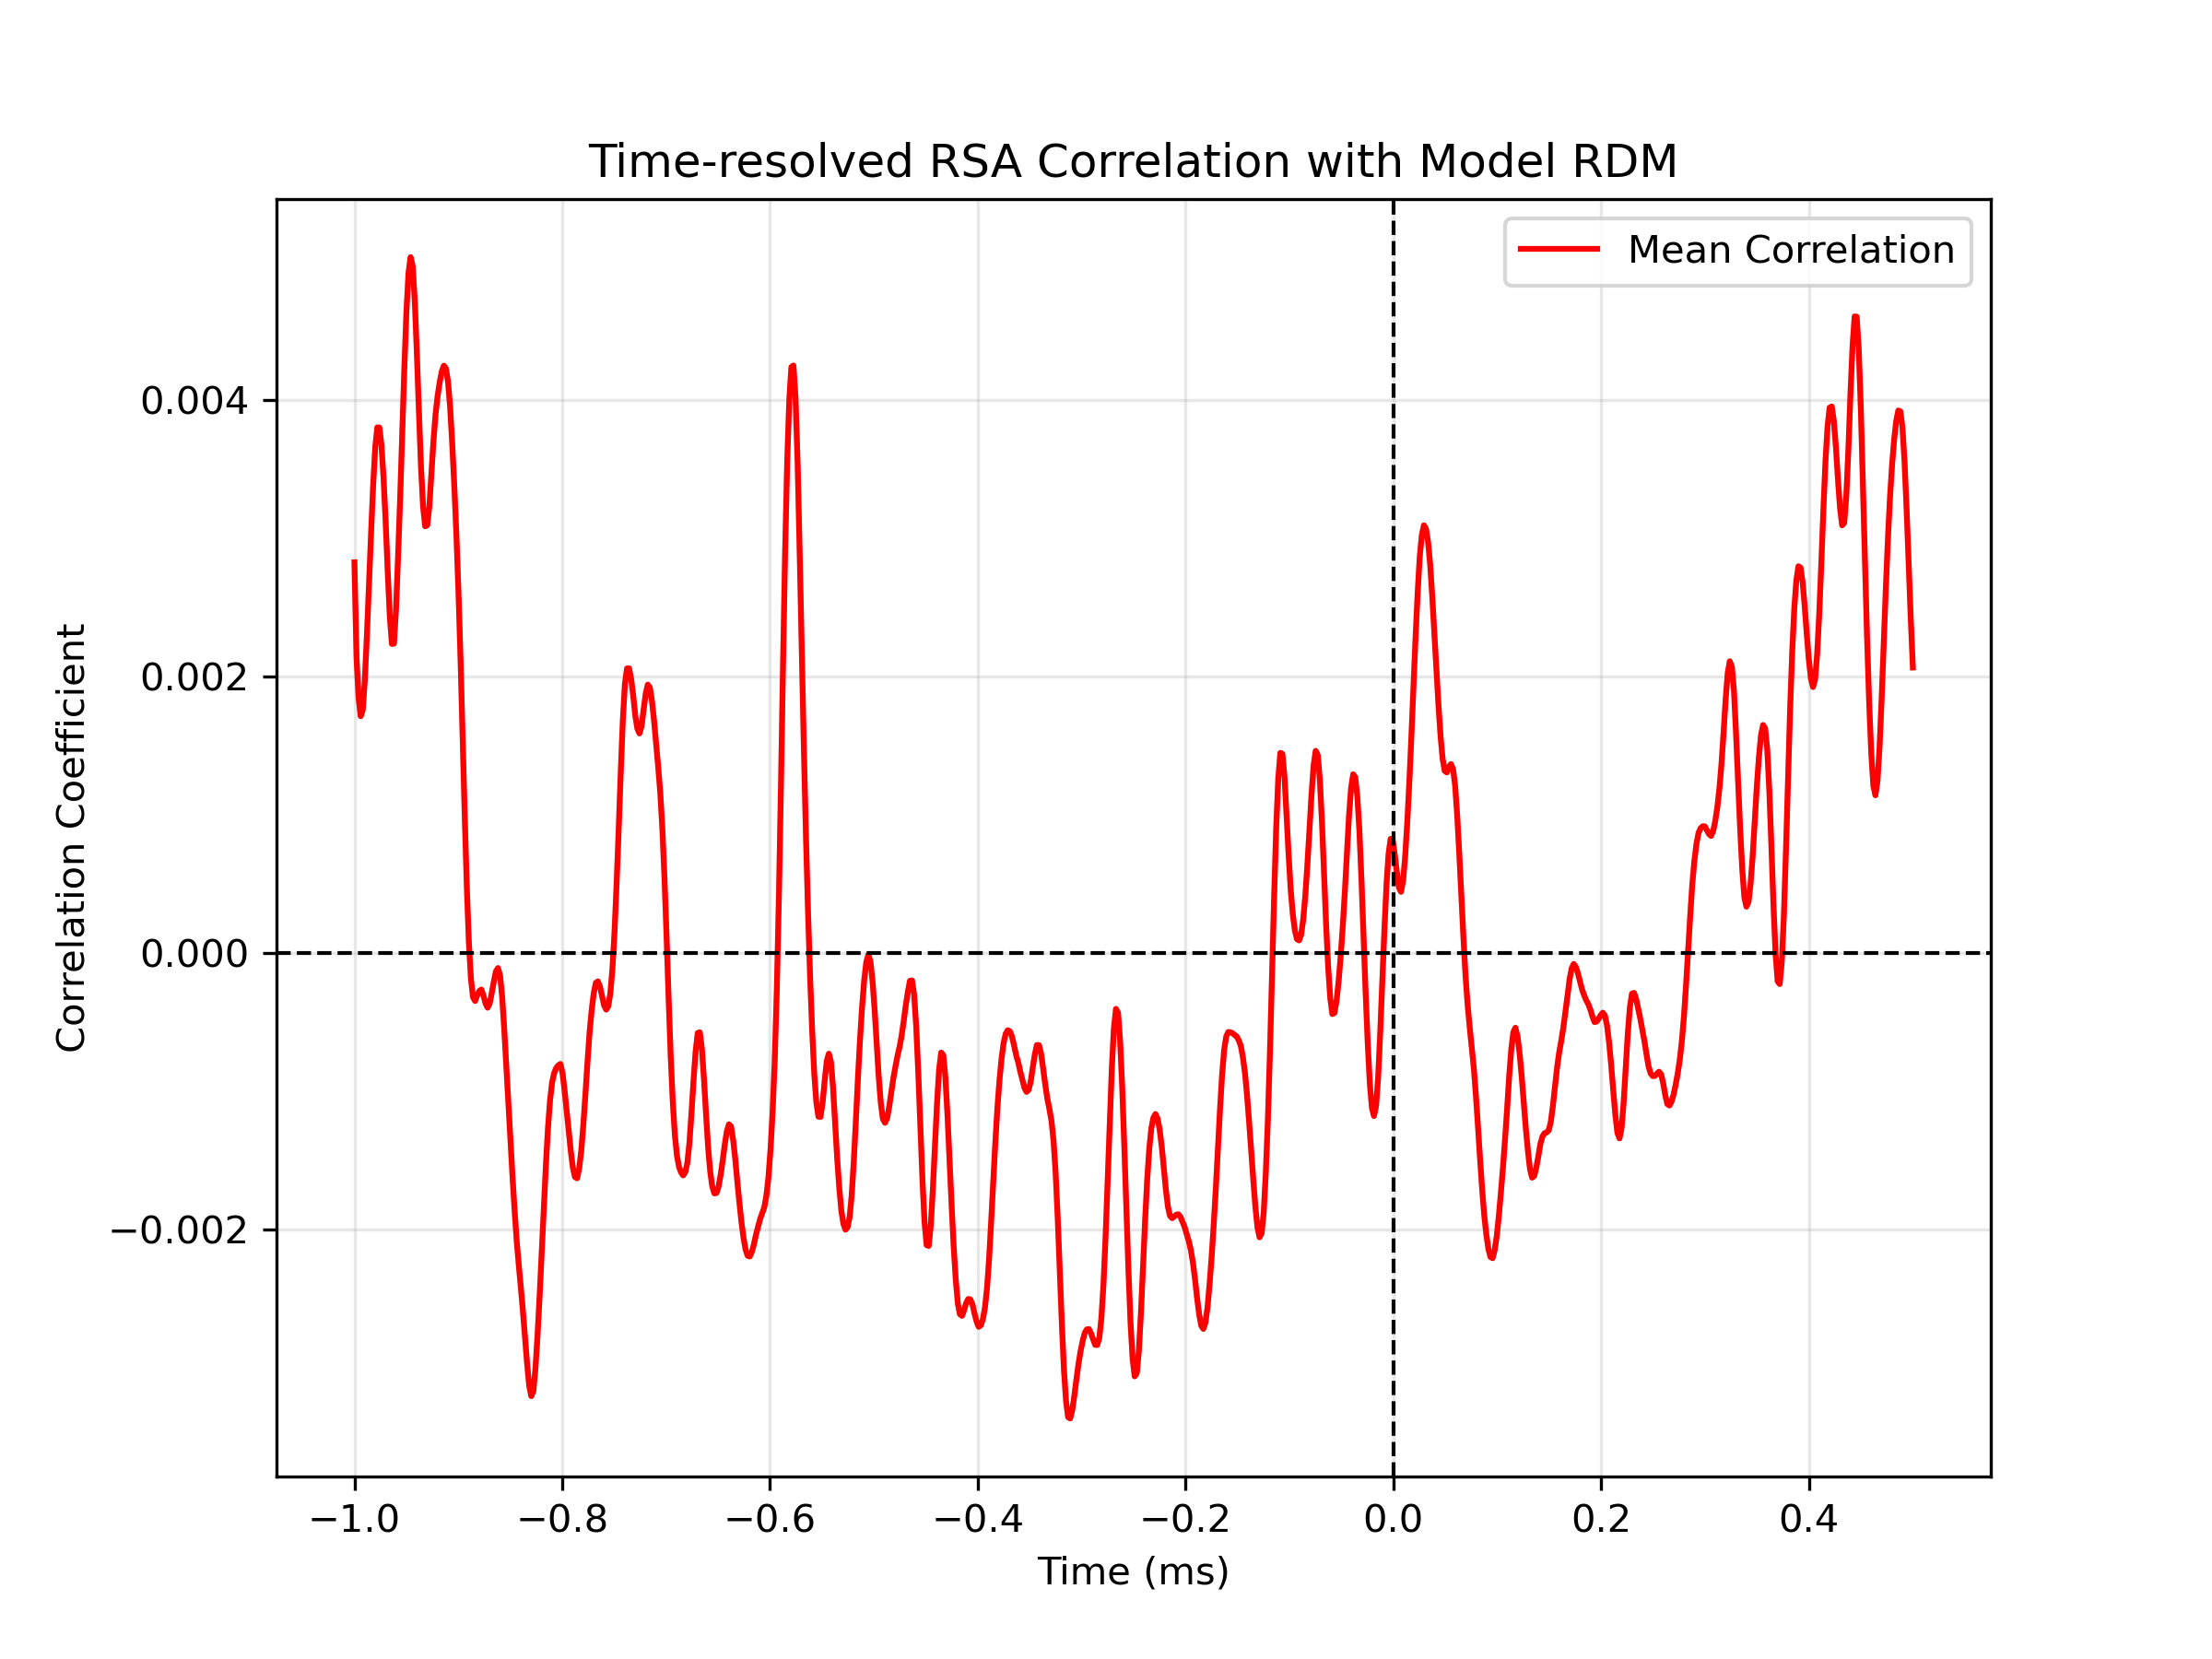 Time-resolved RSA Correlation with Model RDM
Mean Correlation
Correlation Coefficient
0.004
0.002
0.000
−0.002
−1.0 −0.8 −0.6 −0.4 −0.2 0.0 0.2 0.4
Time (ms)